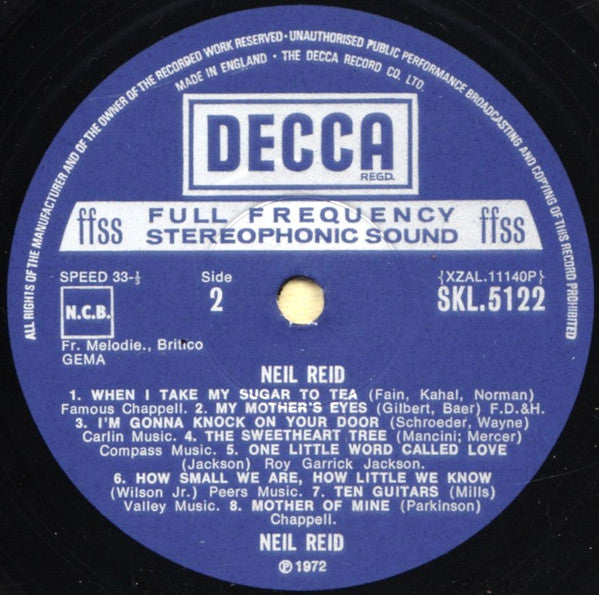 ALL RIGHTS OF THE MANUFACTURER AND OF THE OWNER OF THE RECORDED WORK RESERVED · UNAUTHORISED PUBLIC PERFORMANCE BROADCASTING AND COPYING OF THIS RECORD PROHIBITED
MADE IN ENGLAND · THE DECCA RECORD CO. LTD.
DECCA
REGD.
ffss FULL FREQUENCY ffss
STEREOPHONIC SOUND
SPEED 33-⅓ Side {XZAL.11140P}
2 SKL.5122
N.C.B.
Fr. Melodie., Britico
GEMA
NEIL REID
1. WHEN I TAKE MY SUGAR TO TEA (Fain, Kahal, Norman)
Famous Chappell. 2. MY MOTHER'S EYES (Gilbert, Baer) F.D.&H.
3. I'M GONNA KNOCK ON YOUR DOOR (Schroeder, Wayne)
Carlin Music. 4. THE SWEETHEART TREE (Mancini; Mercer)
Compass Music. 5. ONE LITTLE WORD CALLED LOVE
(Jackson) Roy Garrick Jackson.
6. HOW SMALL WE ARE, HOW LITTLE WE KNOW
(Wilson Jr.) Peers Music. 7. TEN GUITARS (Mills)
Valley Music. 8. MOTHER OF MINE (Parkinson)
Chappell.
NEIL REID
℗ 1972